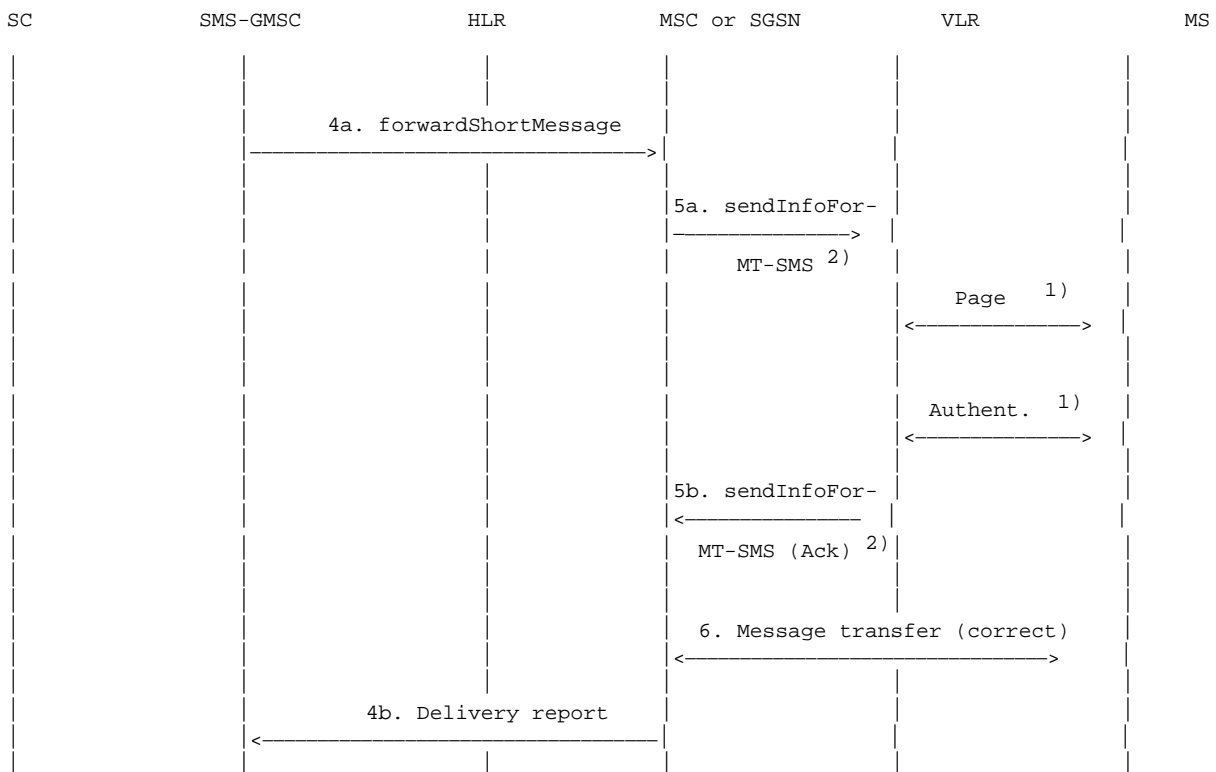 SC SMS-GMSC HLR MSC or SGSN VLR MS
4a. forwardShortMessage
5a. sendInfoFor-
MT-SMS 2)
Page 1)
Authent. 1)
5b. sendInfoFor-
MT-SMS (Ack) 2)
6. Message transfer (correct)
4b. Delivery report